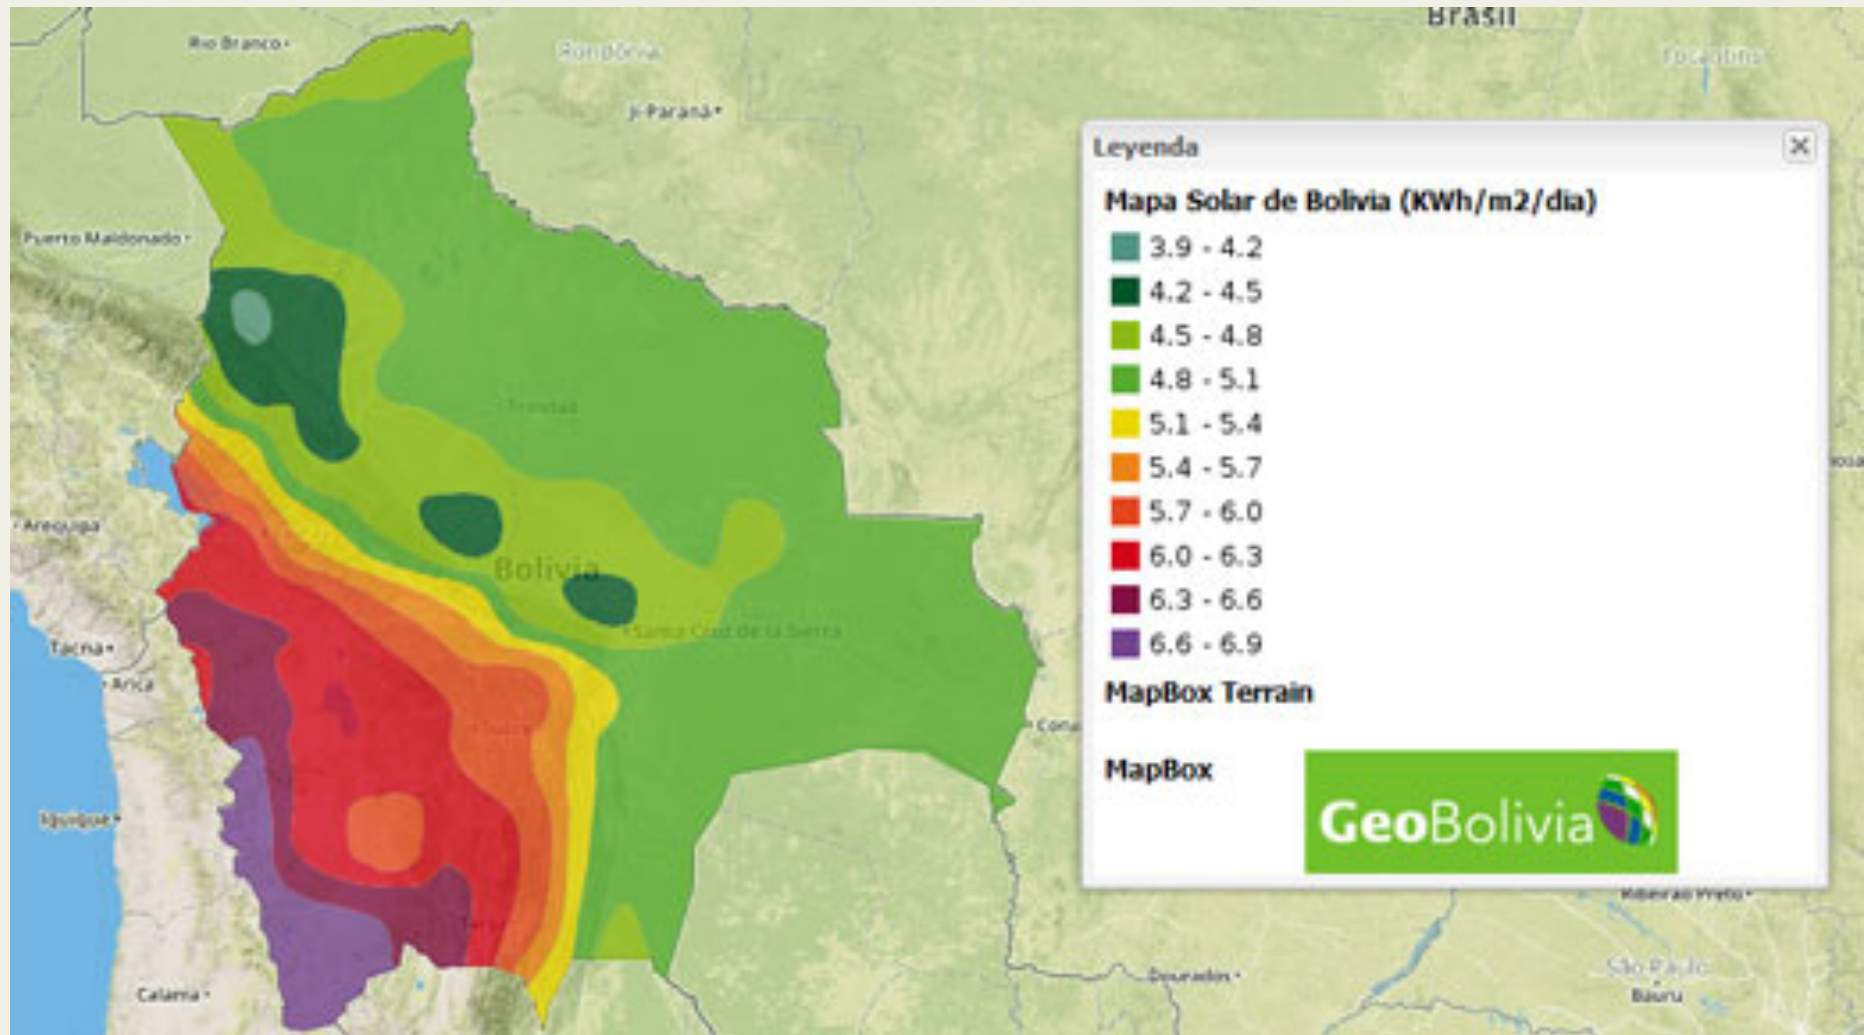 Brasil
Rio Branco
Rondônia
Tocantins
Ji-Paraná
Puerto Maldonado
Trinidad
Arequipa
Bolivia
Santa Cruz de la Sierra
Tacna
Arica
Iquique
Calama
Ribeirão Preto
São Paulo
Dourados
Bauru
Leyenda
Mapa Solar de Bolivia (KWh/m2/dia)
3.9 - 4.2
4.2 - 4.5
4.5 - 4.8
4.8 - 5.1
5.1 - 5.4
5.4 - 5.7
5.7 - 6.0
6.0 - 6.3
6.3 - 6.6
6.6 - 6.9
MapBox Terrain
MapBox
GeoBolivia